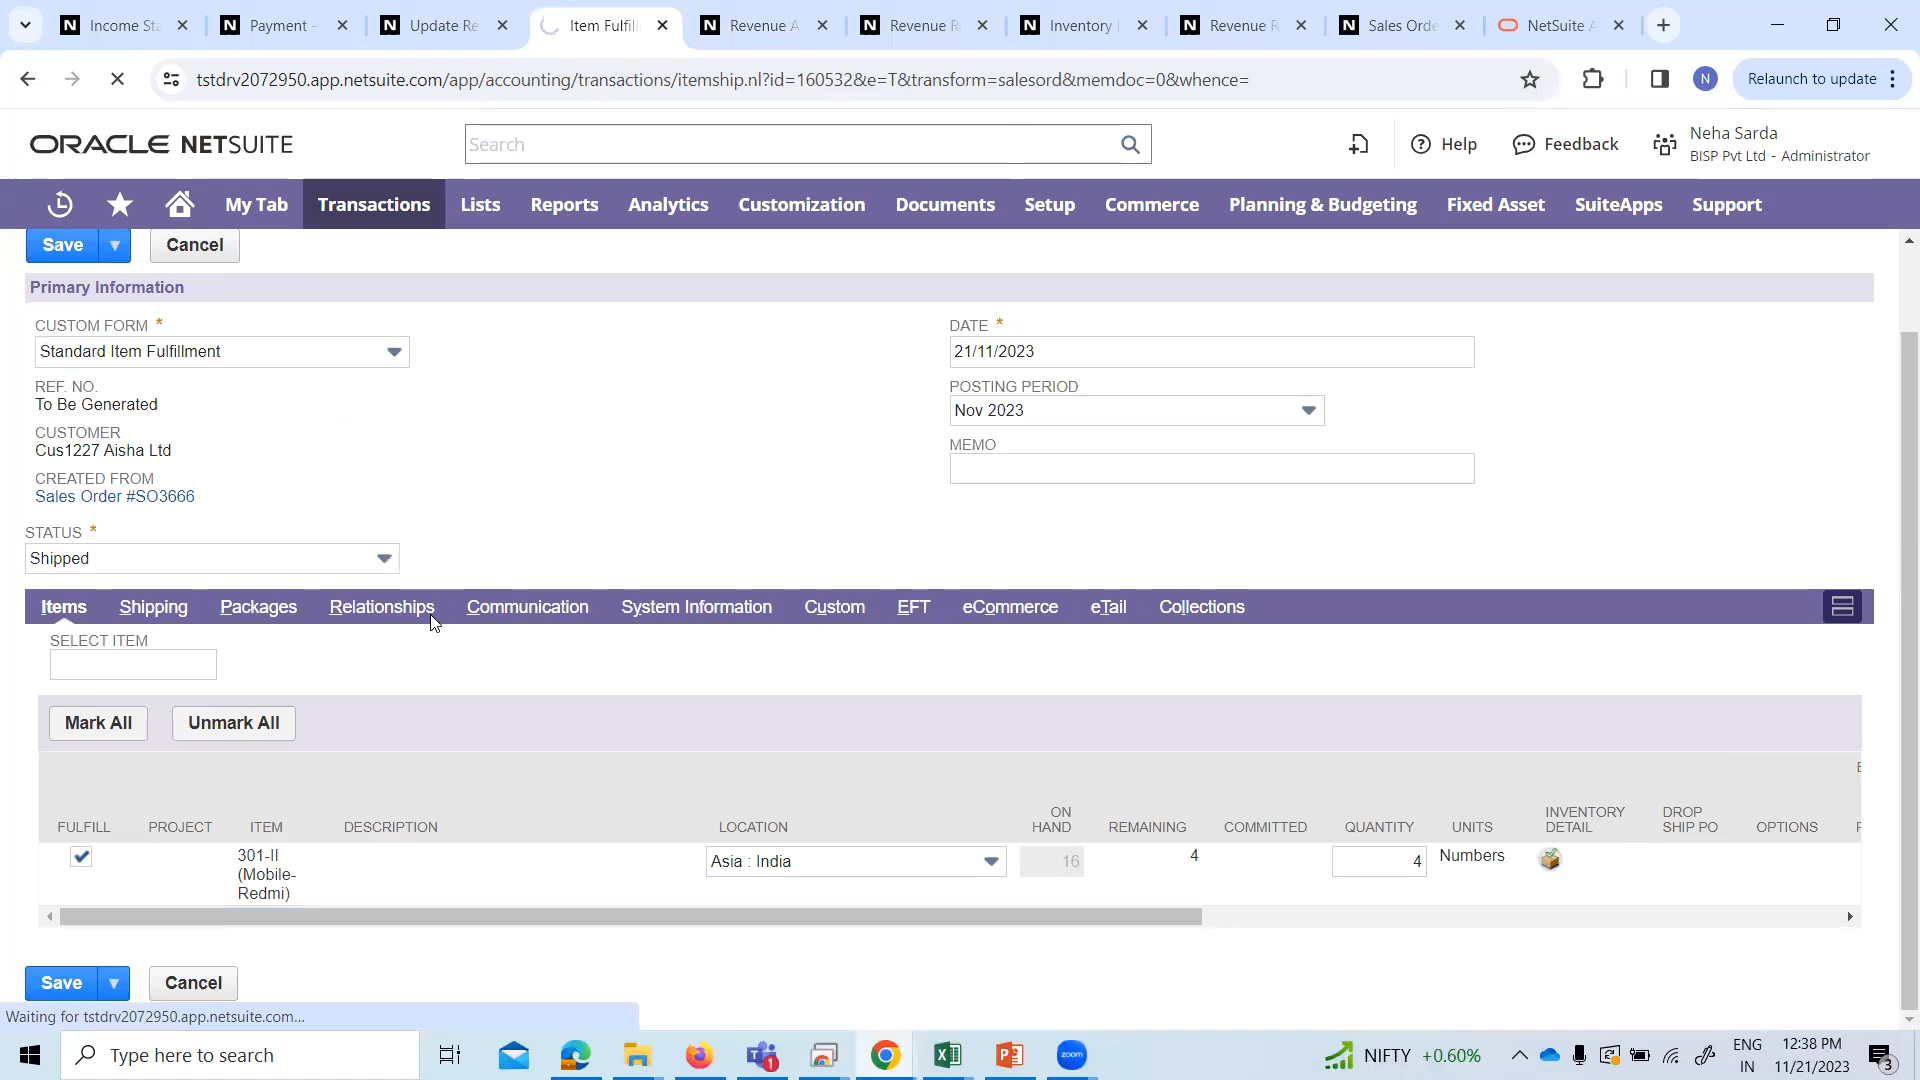 Income Sta
Payment -
Update Re
Item Fulfill
Revenue A
Revenue R
Inventory
Revenue R
Sales Orde
NetSuite A
tstdrv2072950.app.netsuite.com/app/accounting/transactions/itemship.nl?id=160532&e=T&transform=salesord&memdoc=0&whence=
N
Relaunch to update
ORACLE NETSUITE
Search
Help
Feedback
Neha Sarda
BISP Pvt Ltd - Administrator
My Tab Transactions Lists Reports Analytics Customization Documents Setup Commerce Planning & Budgeting Fixed Asset SuiteApps Support
Save Cancel
Primary Information
CUSTOM FORM *
Standard Item Fulfillment
REF. NO.
To Be Generated
CUSTOMER
Cus1227 Aisha Ltd
CREATED FROM
Sales Order #SO3666
STATUS *
Shipped
DATE *
21/11/2023
POSTING PERIOD
Nov 2023
MEMO
Items Shipping Packages Relationships Communication System Information Custom EFT eCommerce eTail Collections
SELECT ITEM
Mark All Unmark All
FULFILL PROJECT ITEM DESCRIPTION LOCATION ON HAND REMAINING COMMITTED QUANTITY UNITS INVENTORY DETAIL DROP SHIP PO OPTIONS
301-II (Mobile-Redmi) Asia : India 16 4 4 Numbers
Save Cancel
Waiting for tstdrv2072950.app.netsuite.com...
Type here to search
1
zoom
NIFTY +0.60%
ENG
IN
12:38 PM
11/21/2023
3